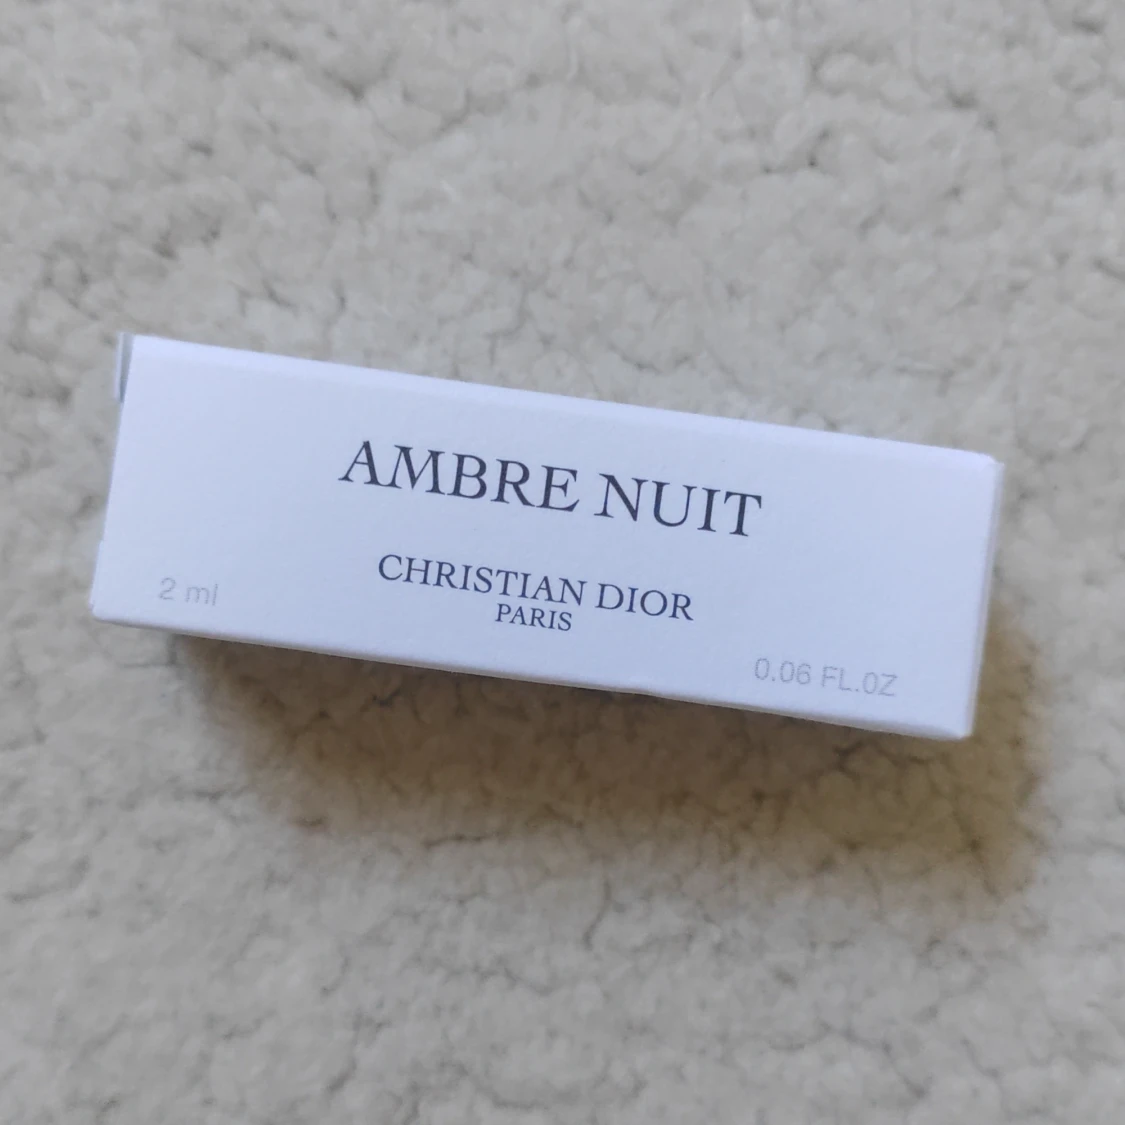 AMBRE NUIT
CHRISTIAN DIOR
PARIS
2 ml
0.06 FL.OZ